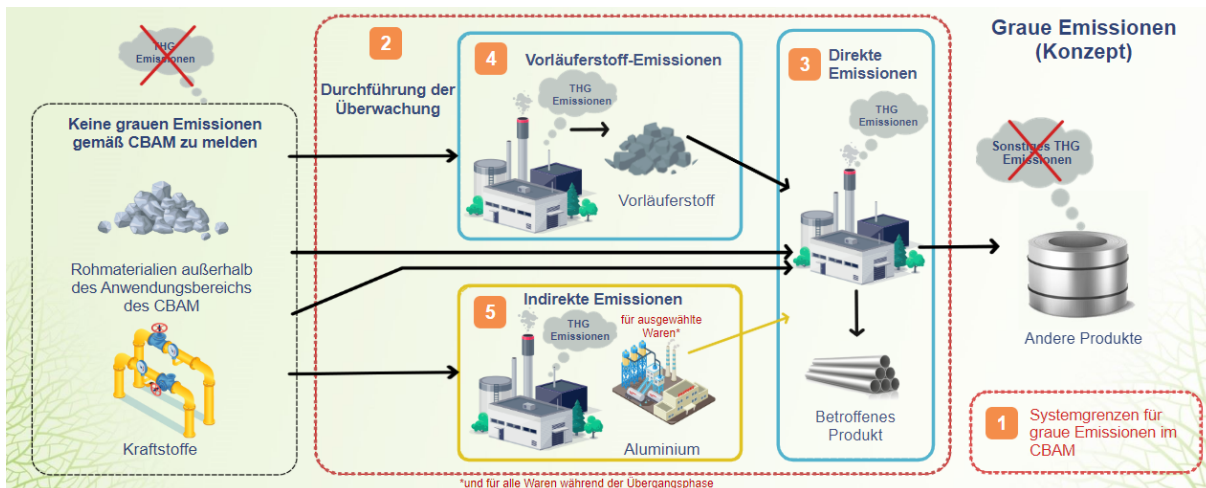 THG
Emissionen
Keine grauen Emissionen
gemäß CBAM zu melden
Rohmaterialien außerhalb
des Anwendungsbereichs
des CBAM
Kraftstoffe
2
Durchführung der
Überwachung
4
Vorläuferstoff-Emissionen
THG
Emissionen
Vorläuferstoff
5
Indirekte Emissionen
THG
Emissionen
für ausgewählte
Waren*
Aluminium
*und für alle Waren während der Übergangsphase
3
Direkte
Emissionen
THG
Emissionen
Betroffenes
Produkt
Graue Emissionen
(Konzept)
Sonstiges THG
Emissionen
Andere Produkte
1
Systemgrenzen für
graue Emissionen im
CBAM